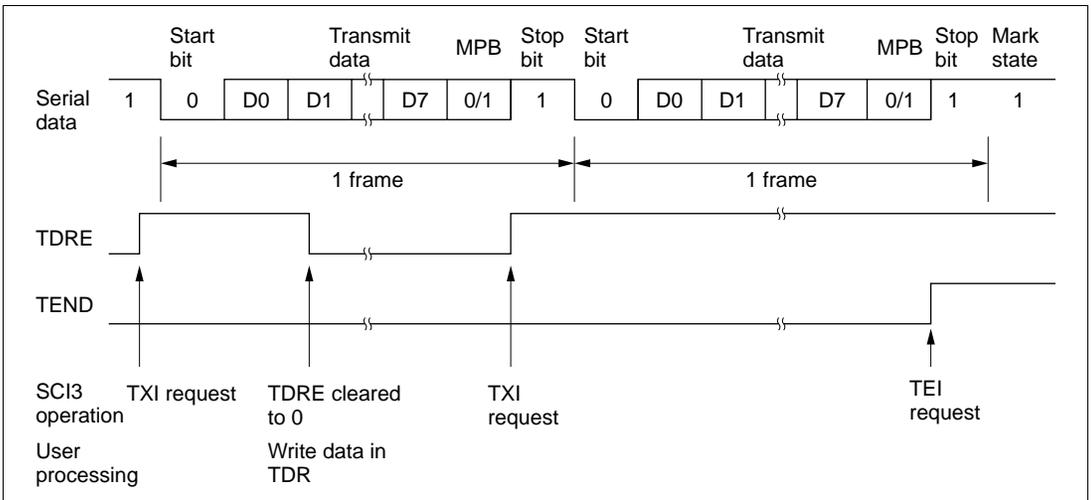 Start bit Transmit data MPB Stop bit Start bit Transmit data MPB Stop bit Mark state
Serial data 1 0 D0 D1 D7 0/1 1 0 D0 D1 D7 0/1 1 1
1 frame 1 frame
TDRE
TEND
SCI3 operation TXI request TDRE cleared to 0 TXI request TEI request
User processing Write data in TDR